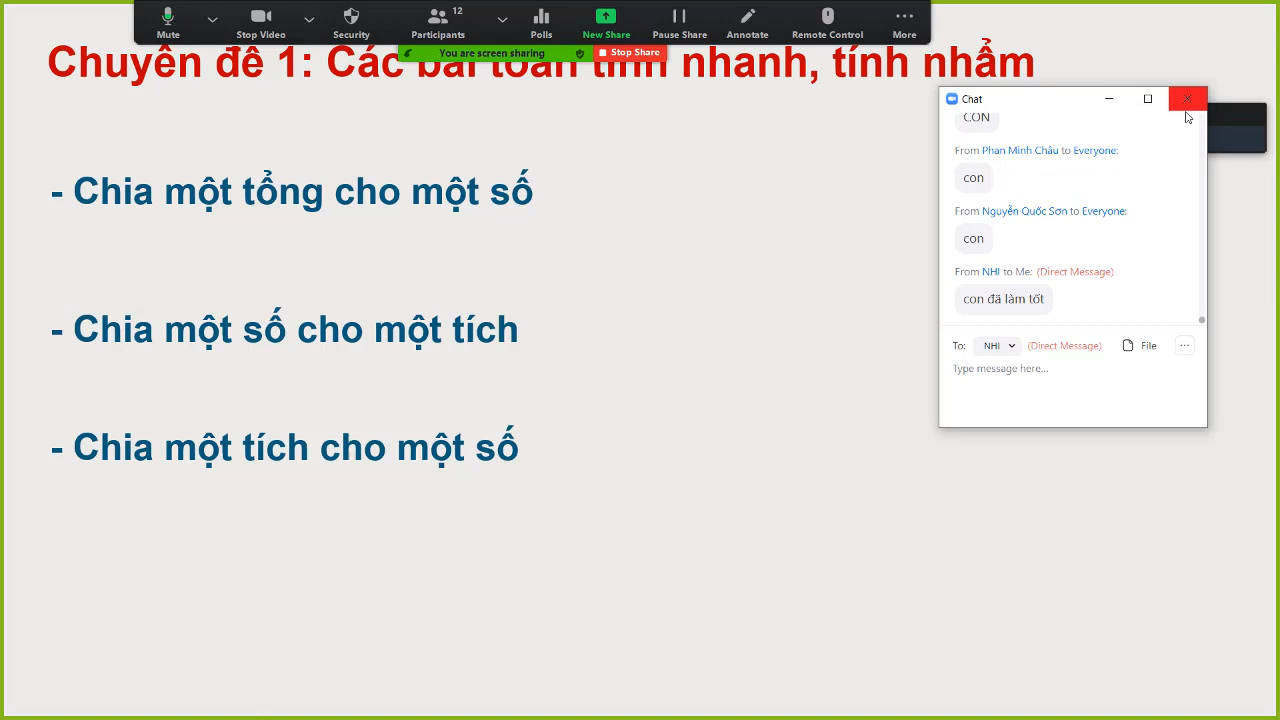 Mute
Stop Video
Security
Participants
12
Polls
New Share
Pause Share
Annotate
Remote Control
More
You are screen sharing
Stop Share
Chuyên đề 1: Các bài toán tính nhanh, tính nhẩm
- Chia một tổng cho một số
- Chia một số cho một tích
- Chia một tích cho một số
Chat
CON
From Phan Minh Châu to Everyone:
con
From Nguyễn Quốc Sơn to Everyone:
con
From NHI to Me: (Direct Message)
con đã làm tốt
To: NHI (Direct Message) File
Type message here...